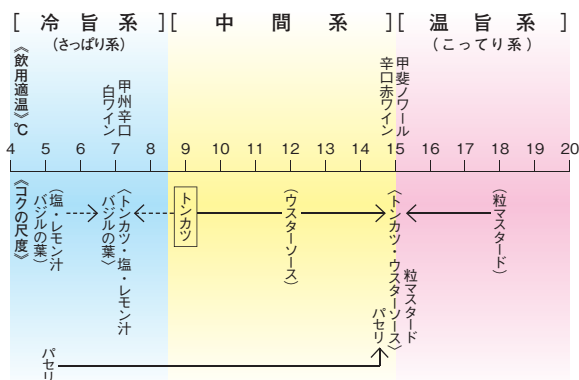 ［ 冷 旨 系 ］
（さっぱり系）
［ 中 間 系 ］
［ 温 旨 系 ］
（こってり系）
《飲用適温》℃
甲州辛口
白ワイン
甲斐ノワール
辛口赤ワイン
4 5 6 7 8 9 10 11 12 13 14 15 16 17 18 19 20
《コクの尺度》
（塩・レモン汁
バジルの葉）
〈トンカツ・塩・レモン汁
バジルの葉〉
トンカツ
（ウスターソース）
〈トンカツ・ウスターソース
粒マスタード
パセリ〉
（粒マスタード）
パセリ